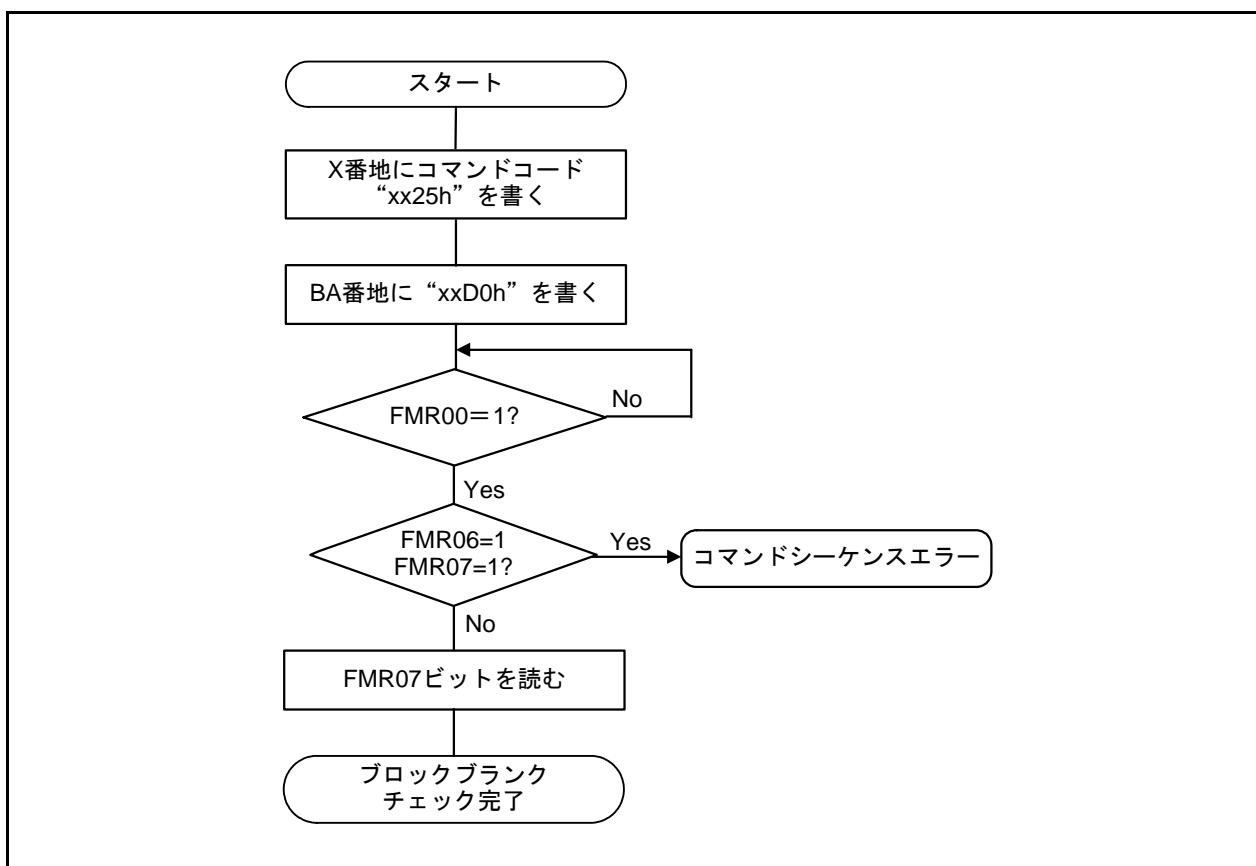 スタート
X番地にコマンドコード
“xx25h”を書く
BA番地に“xxD0h”を書く
FMR00＝1?
No
Yes
FMR06=1
FMR07=1?
Yes
コマンドシーケンスエラー
No
FMR07ビットを読む
ブロックブランク
チェック完了